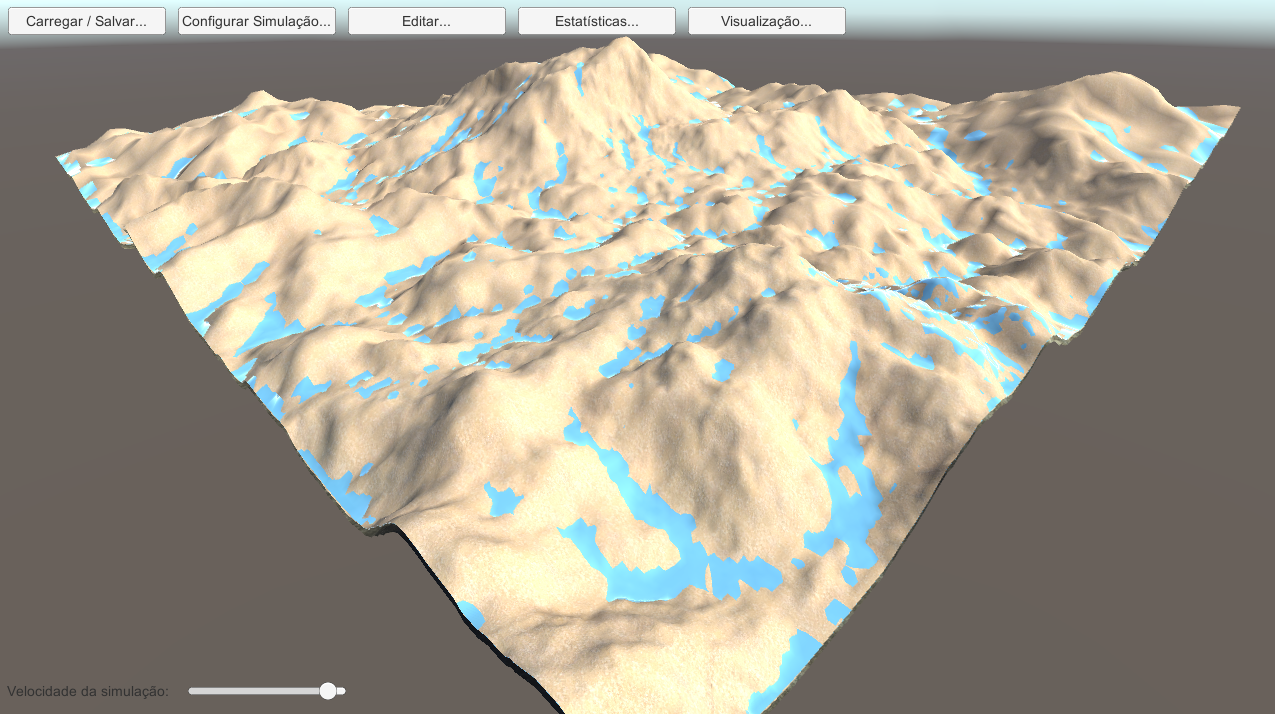 Carregar / Salvar...
Configurar Simulação...
Editar...
Estatísticas...
Visualização...
Velocidade da simulação: